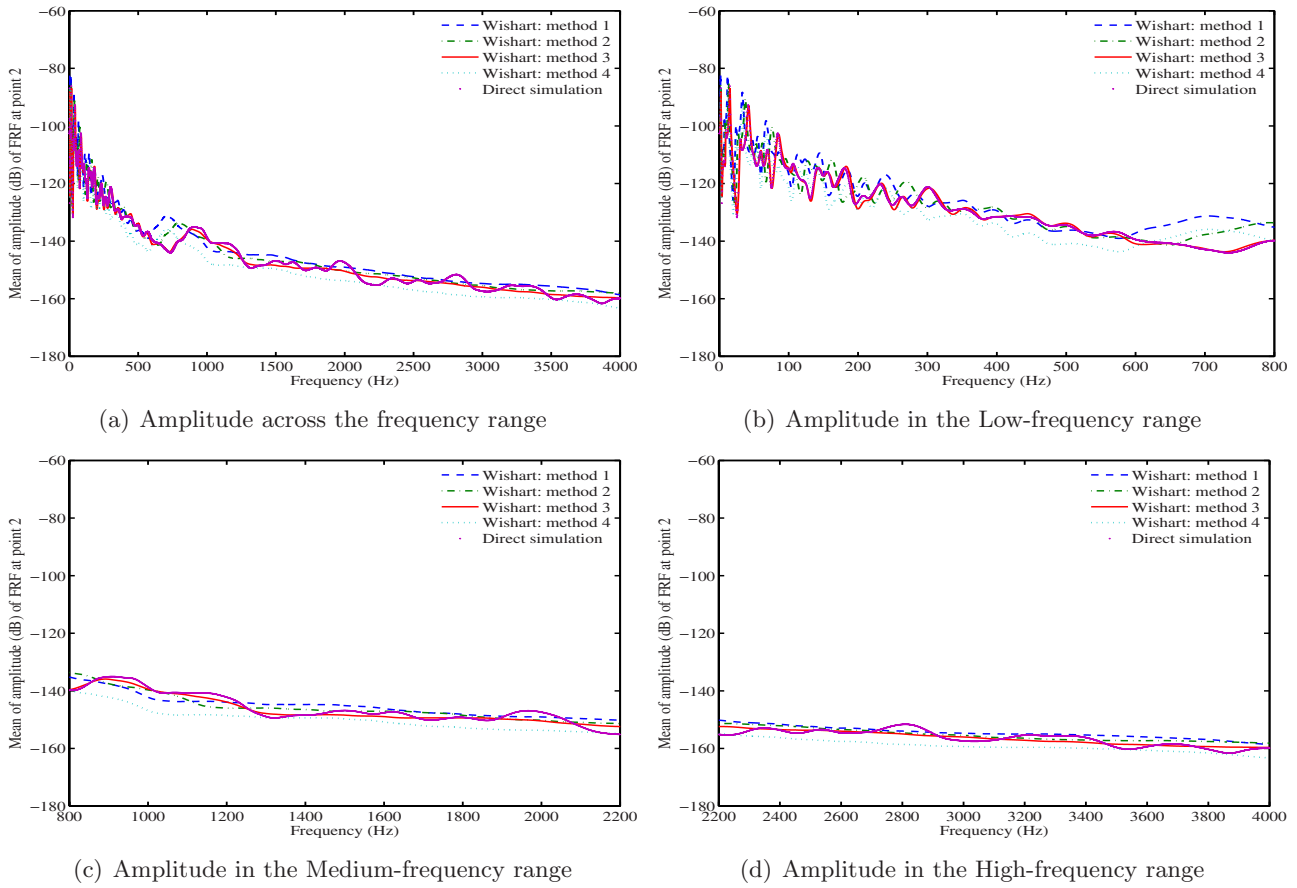 −60
−80
−100
−120
−140
−160
−180
Mean of amplitude (dB) of FRF at point 2
Wishart: method 1
Wishart: method 2
Wishart: method 3
Wishart: method 4
Direct simulation
0 500 1000 1500 2000 2500 3000 3500 4000
Frequency (Hz)
(a) Amplitude across the frequency range
−60
−80
−100
−120
−140
−160
−180
Mean of amplitude (dB) of FRF at point 2
Wishart: method 1
Wishart: method 2
Wishart: method 3
Wishart: method 4
Direct simulation
0 100 200 300 400 500 600 700 800
Frequency (Hz)
(b) Amplitude in the Low-frequency range
−60
−80
−100
−120
−140
−160
−180
Mean of amplitude (dB) of FRF at point 2
Wishart: method 1
Wishart: method 2
Wishart: method 3
Wishart: method 4
Direct simulation
800 1000 1200 1400 1600 1800 2000 2200
Frequency (Hz)
(c) Amplitude in the Medium-frequency range
−60
−80
−100
−120
−140
−160
−180
Mean of amplitude (dB) of FRF at point 2
Wishart: method 1
Wishart: method 2
Wishart: method 3
Wishart: method 4
Direct simulation
2200 2400 2600 2800 3000 3200 3400 3600 3800 4000
Frequency (Hz)
(d) Amplitude in the High-frequency range